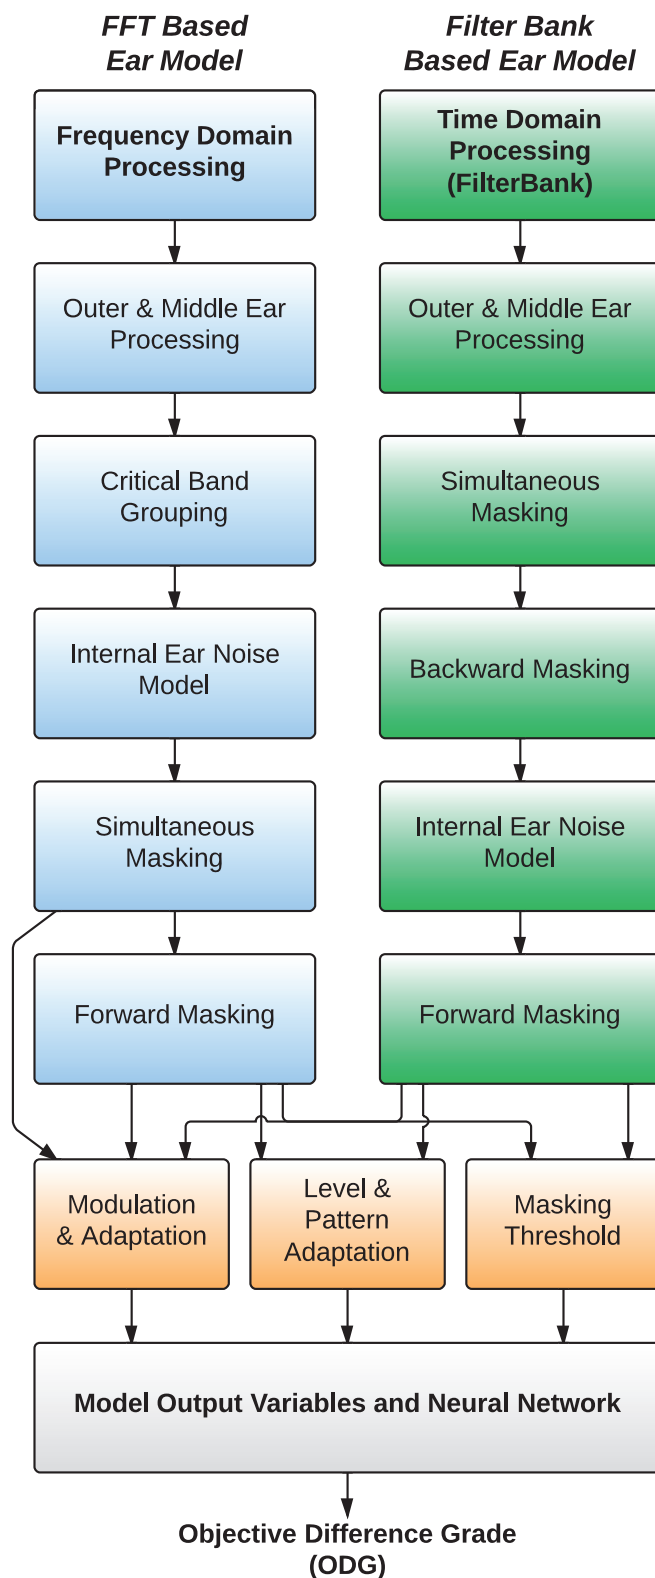 FFT Based
Ear Model
Filter Bank
Based Ear Model
Frequency Domain
Processing
Time Domain
Processing
(FilterBank)
Outer & Middle Ear
Processing
Outer & Middle Ear
Processing
Critical Band
Grouping
Simultaneous
Masking
Internal Ear Noise
Model
Backward Masking
Simultaneous
Masking
Internal Ear Noise
Model
Forward Masking
Forward Masking
Modulation
& Adaptation
Level &
Pattern
Adaptation
Masking
Threshold
Model Output Variables and Neural Network
Objective Difference Grade
(ODG)